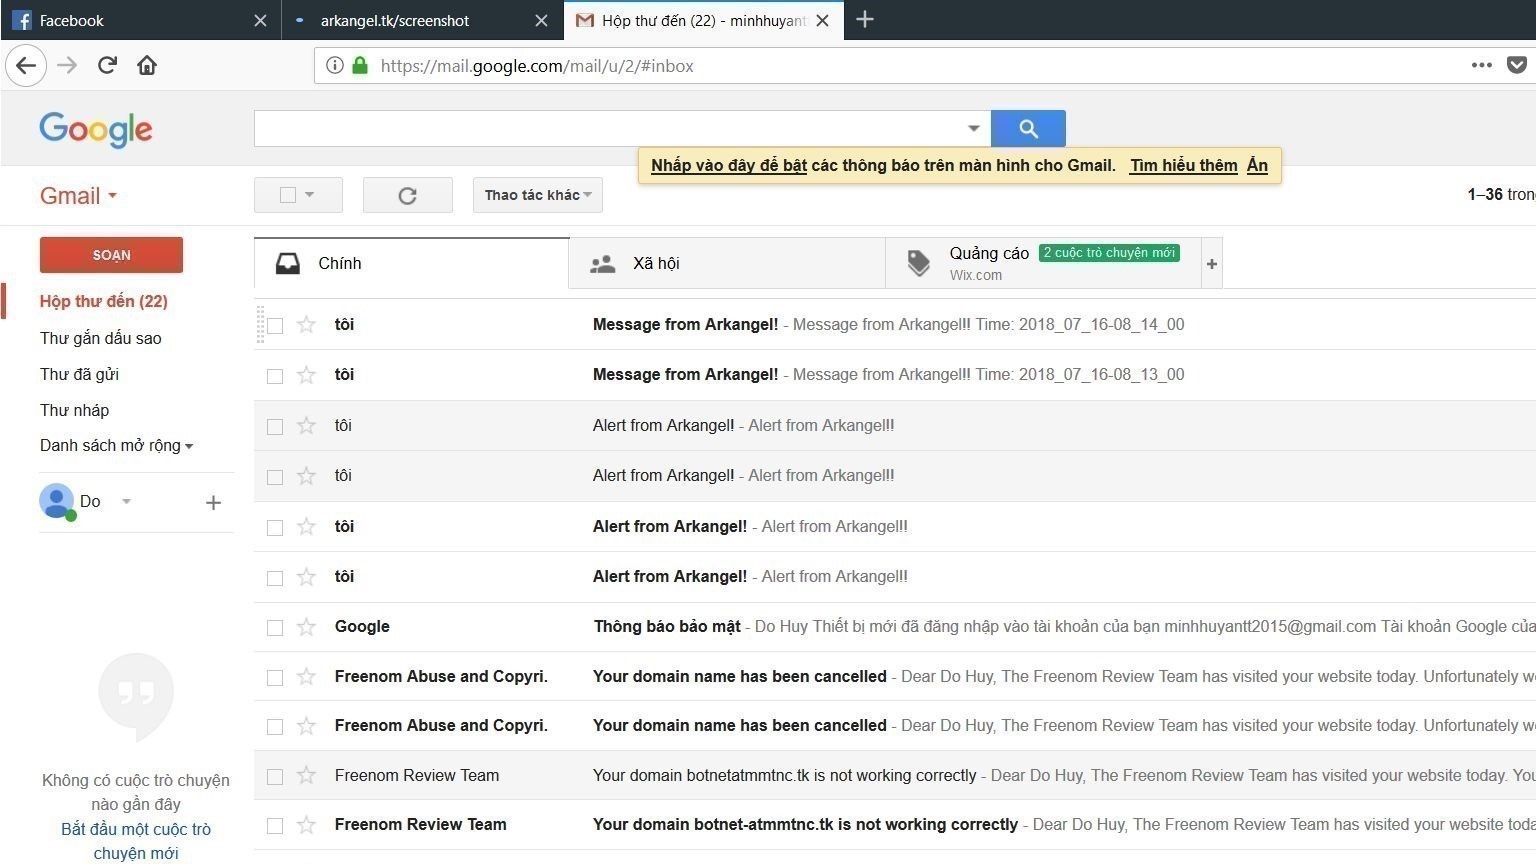 Facebook
arkangel.tk/screenshot
Hộp thư đến (22) - minhhuyant
https://mail.google.com/mail/u/2/#inbox
Google
Nhấp vào đây để bật các thông báo trên màn hình cho Gmail. Tìm hiểu thêm Ẩn
Gmail
Thao tác khác
1–36 tron
SOẠN
Hộp thư đến (22)
Thư gắn dấu sao
Thư đã gửi
Thư nháp
Danh sách mở rộng
Do
Không có cuộc trò chuyện
nào gần đây
Bắt đầu một cuộc trò
chuyện mới
Chính
Xã hội
Quảng cáo 2 cuộc trò chuyện mới
Wix.com
tôi Message from Arkangel! - Message from Arkangel!! Time: 2018_07_16-08_14_00
tôi Message from Arkangel! - Message from Arkangel!! Time: 2018_07_16-08_13_00
tôi Alert from Arkangel! - Alert from Arkangel!!
tôi Alert from Arkangel! - Alert from Arkangel!!
tôi Alert from Arkangel! - Alert from Arkangel!!
tôi Alert from Arkangel! - Alert from Arkangel!!
Google Thông báo bảo mật - Do Huy Thiết bị mới đã đăng nhập vào tài khoản của bạn minhhuyantt2015@gmail.com Tài khoản Google của
Freenom Abuse and Copyri. Your domain name has been cancelled - Dear Do Huy, The Freenom Review Team has visited your website today. Unfortunately w
Freenom Abuse and Copyri. Your domain name has been cancelled - Dear Do Huy, The Freenom Review Team has visited your website today. Unfortunately w
Freenom Review Team Your domain botnetatmmtnc.tk is not working correctly - Dear Do Huy, The Freenom Review Team has visited your website today. You
Freenom Review Team Your domain botnet-atmmtnc.tk is not working correctly - Dear Do Huy, The Freenom Review Team has visited your website today